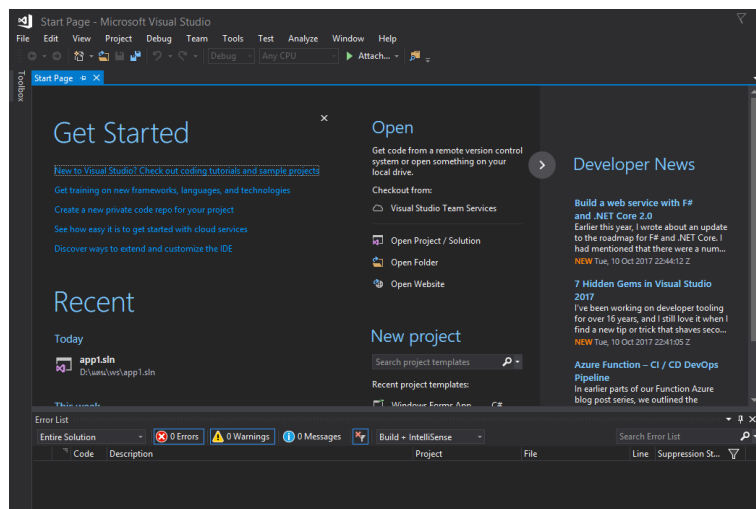 Start Page - Microsoft Visual Studio
File Edit View Project Debug Team Tools Test Analyze Window Help
Debug Any CPU Attach...
Toolbox
Start Page
Get Started
New to Visual Studio? Check out coding tutorials and sample projects
Get training on new frameworks, languages, and technologies
Create a new private code repo for your project
See how easy it is to get started with cloud services
Discover ways to extend and customize the IDE
Recent
Today
app1.sln
This week
Open
Get code from a remote version control
system or open something on your
local drive.
Checkout from:
Visual Studio Team Services
Open Project / Solution
Open Folder
Open Website
New project
Search project templates
Recent project templates:
Windows Forms App C#
Developer News
Build a web service with F#
and .NET Core 2.0
Earlier this year, I wrote about an update
to the roadmap for F# and .NET Core. I
had mentioned that there were a num...
NEW Tue, 10 Oct 2017 22:44:12 Z
7 Hidden Gems in Visual Studio
2017
I've been working on developer tooling
for over 16 years, and I still love it when I
find a new tip or trick that shaves seco...
NEW Tue, 10 Oct 2017 22:41:05 Z
Azure Function – CI / CD DevOps
Pipeline
In earlier parts of our Function Azure
blog post series, we outlined the
Error List
Entire Solution 0 Errors 0 Warnings 0 Messages Build + IntelliSense Search Error List
Code Description Project File Line Suppression St...